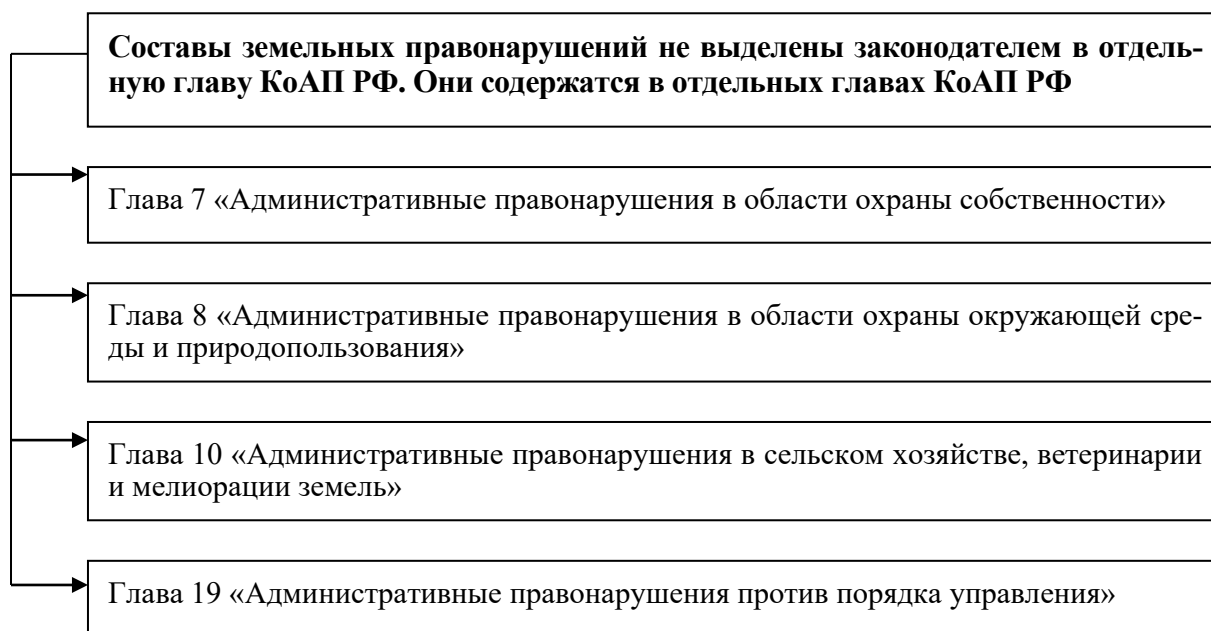 Составы земельных правонарушений не выделены законодателем в отдель-
ную главу КоАП РФ. Они содержатся в отдельных главах КоАП РФ
Глава 7 «Административные правонарушения в области охраны собственности»
Глава 8 «Административные правонарушения в области охраны окружающей сре-
ды и природопользования»
Глава 10 «Административные правонарушения в сельском хозяйстве, ветеринарии
и мелиорации земель»
Глава 19 «Административные правонарушения против порядка управления»